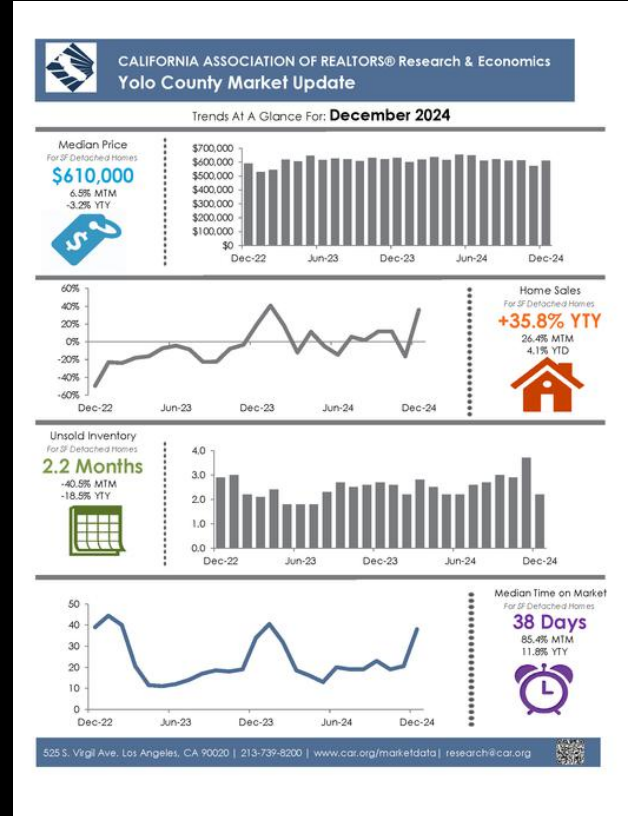 CALIFORNIA ASSOCIATION OF REALTORS® Research & Economics
Yolo County Market Update
Trends At A Glance For: December 2024
Median Price
For SF Detached Homes
$610,000
6.5% MTM
-3.2% YTY
$
$700,000
$600,000
$500,000
$400,000
$300,000
$200,000
$100,000
$0
Dec-22 Jun-23 Dec-23 Jun-24 Dec-24
60%
40%
20%
0%
-20%
-40%
-60%
Dec-22 Jun-23 Dec-23 Jun-24 Dec-24
Home Sales
For SF Detached Homes
+35.8% YTY
26.4% MTM
4.1% YTD
Unsold Inventory
For SF Detached Homes
2.2 Months
-40.5% MTM
-18.5% YTY
4.0
3.0
2.0
1.0
0.0
Dec-22 Jun-23 Dec-23 Jun-24 Dec-24
50
40
30
20
10
0
Dec-22 Jun-23 Dec-23 Jun-24 Dec-24
Median Time on Market
For SF Detached Homes
38 Days
85.4% MTM
11.8% YTY
525 S. Virgil Ave. Los Angeles, CA 90020 | 213-739-8200 | www.car.org/marketdata| research@car.org